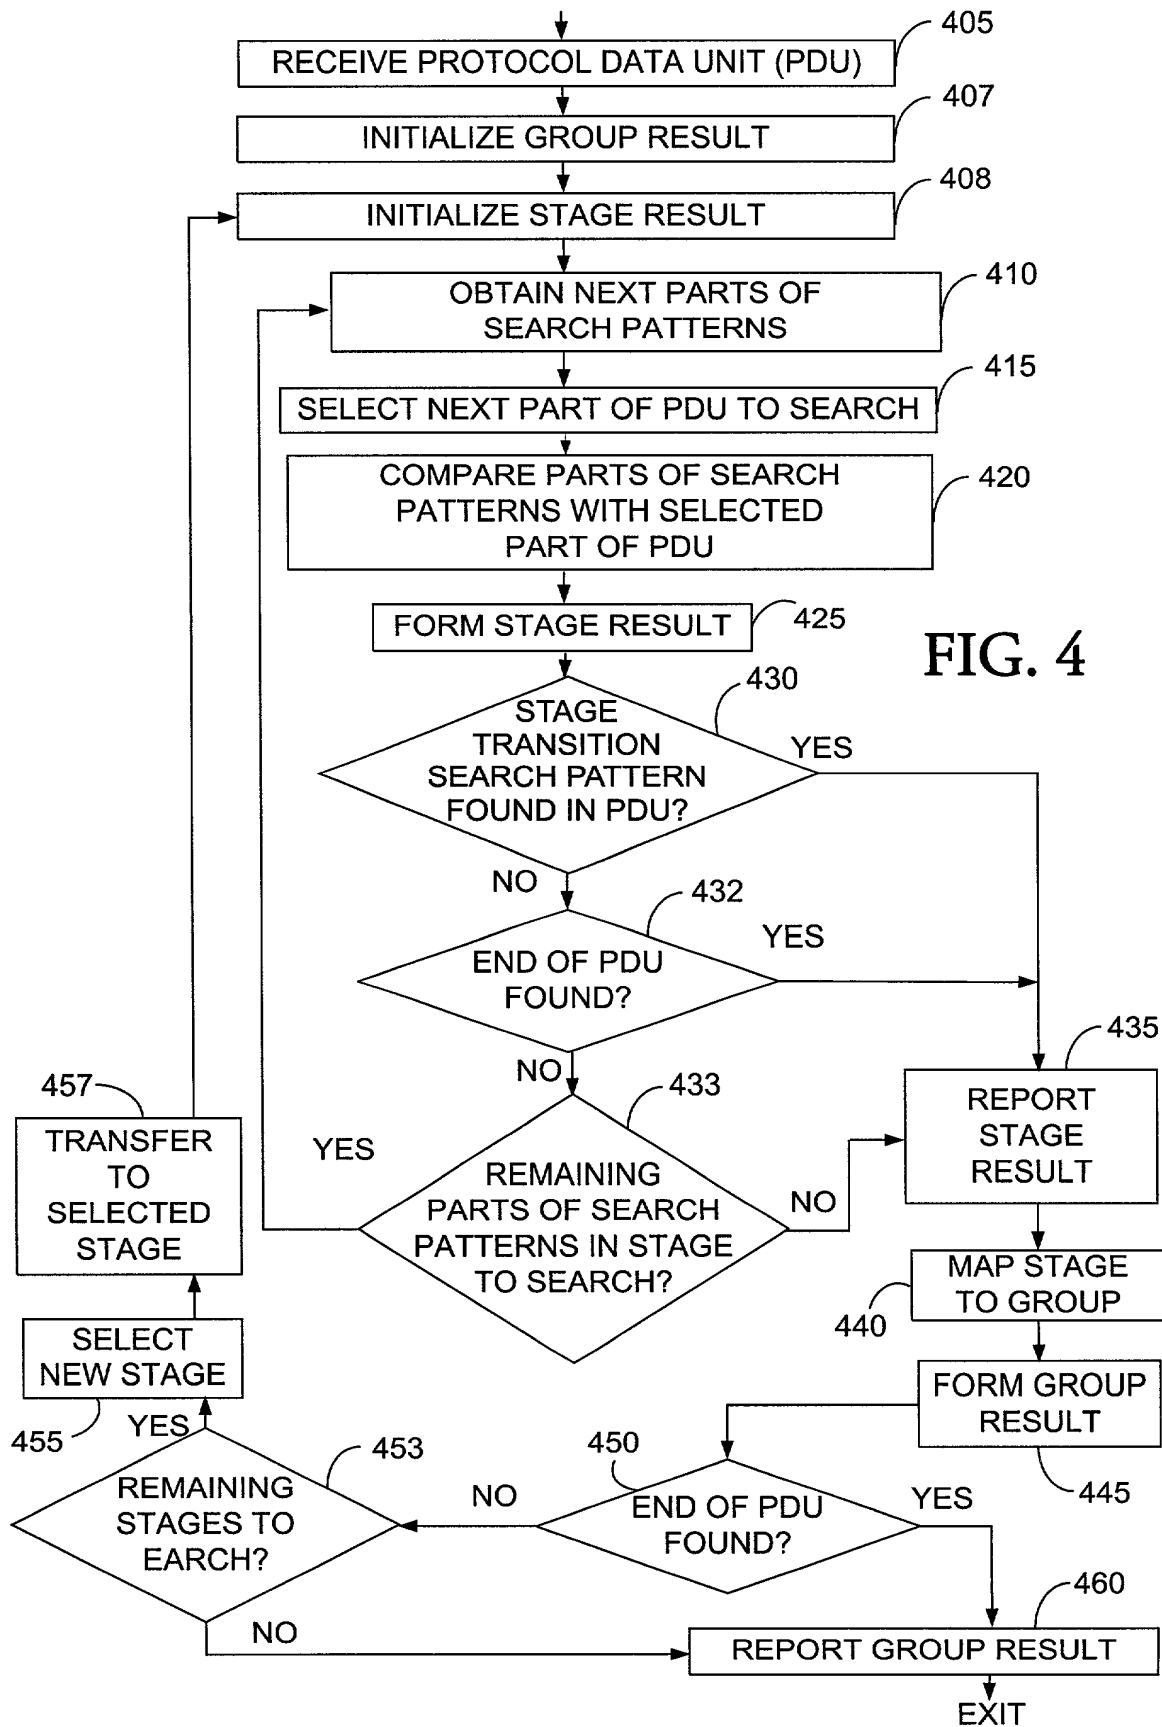 405
RECEIVE PROTOCOL DATA UNIT (PDU)
407
INITIALIZE GROUP RESULT
408
INITIALIZE STAGE RESULT
410
OBTAIN NEXT PARTS OF
SEARCH PATTERNS
415
SELECT NEXT PART OF PDU TO SEARCH
420
COMPARE PARTS OF SEARCH
PATTERNS WITH SELECTED
PART OF PDU
425
FORM STAGE RESULT
FIG. 4
430
STAGE
TRANSITION
SEARCH PATTERN
FOUND IN PDU?
YES
NO
432
END OF PDU
FOUND?
YES
NO
433
REMAINING
PARTS OF SEARCH
PATTERNS IN STAGE
TO SEARCH?
YES
NO
435
REPORT
STAGE
RESULT
MAP STAGE
TO GROUP
440
FORM GROUP
RESULT
445
450
END OF PDU
FOUND?
YES
NO
453
REMAINING
STAGES TO
EARCH?
YES
NO
455
SELECT
NEW STAGE
457
TRANSFER
TO
SELECTED
STAGE
460
REPORT GROUP RESULT
EXIT